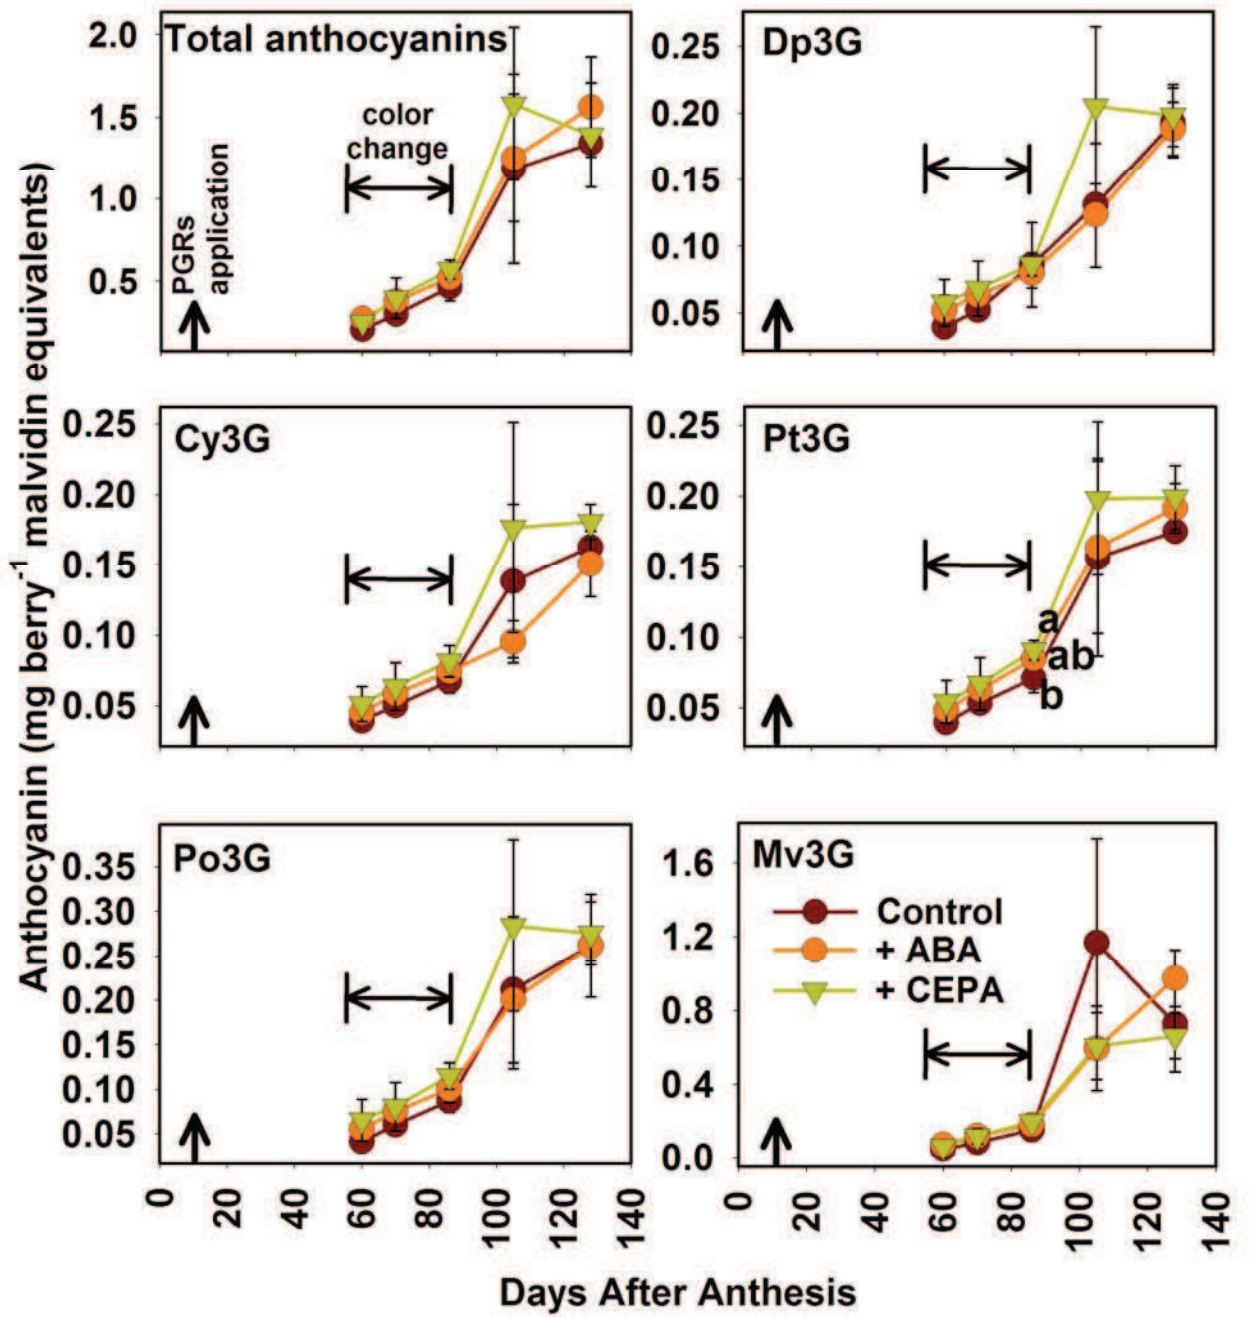 Anthocyanin (mg berry-1 malvidin equivalents)
Total anthocyanins
2.0
1.5
1.0
0.5
color
change
PGRs
application
Dp3G
0.25
0.20
0.15
0.10
0.05
Cy3G
0.25
0.20
0.15
0.10
0.05
Pt3G
0.25
0.20
0.15
0.10
0.05
a
ab
b
Po3G
0.35
0.30
0.25
0.20
0.15
0.10
0.05
0 20 40 60 80 100 120 140
Mv3G
1.6
1.2
0.8
0.4
0.0
Control
+ ABA
+ CEPA
0 20 40 60 80 100 120 140
Days After Anthesis